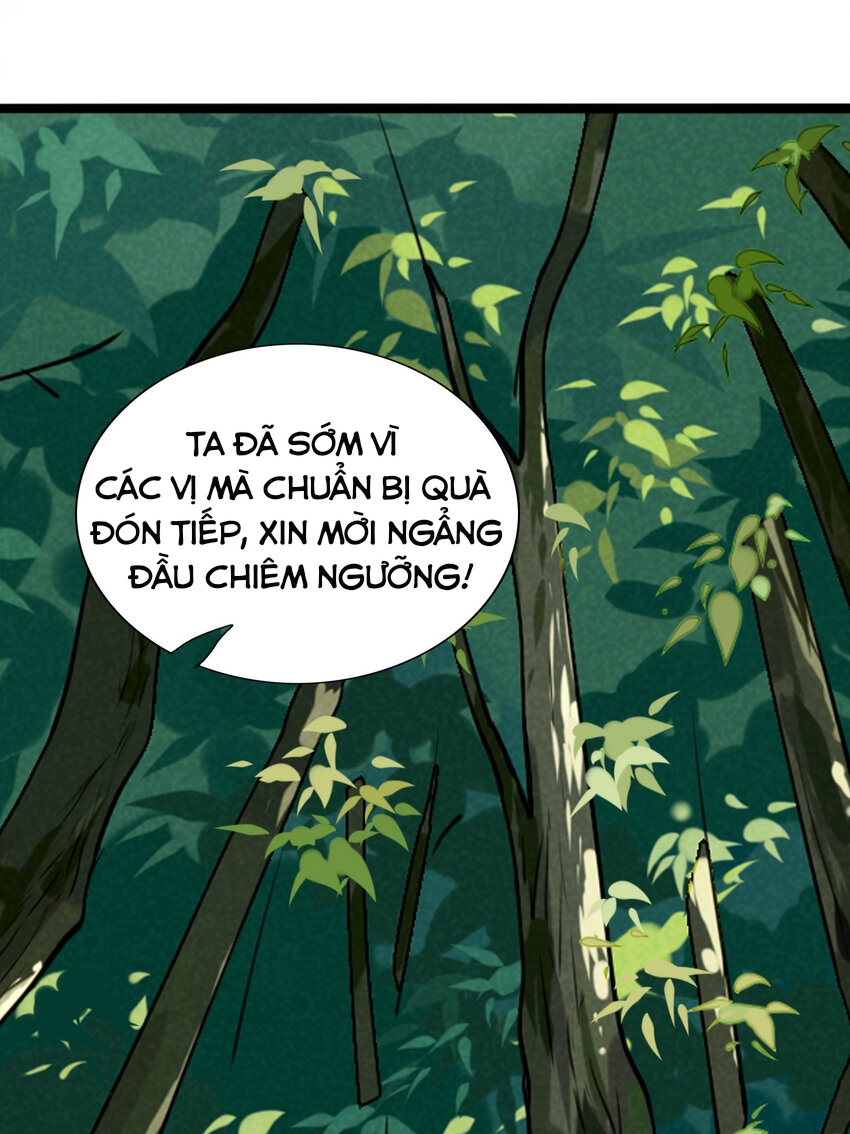 TA ĐÃ SỚM VÌ
CÁC VỊ MÀ CHUẨN BỊ QUÀ
ĐÓN TIẾP, XIN MỜI NGẨNG
ĐẦU CHIÊM NGƯỠNG!